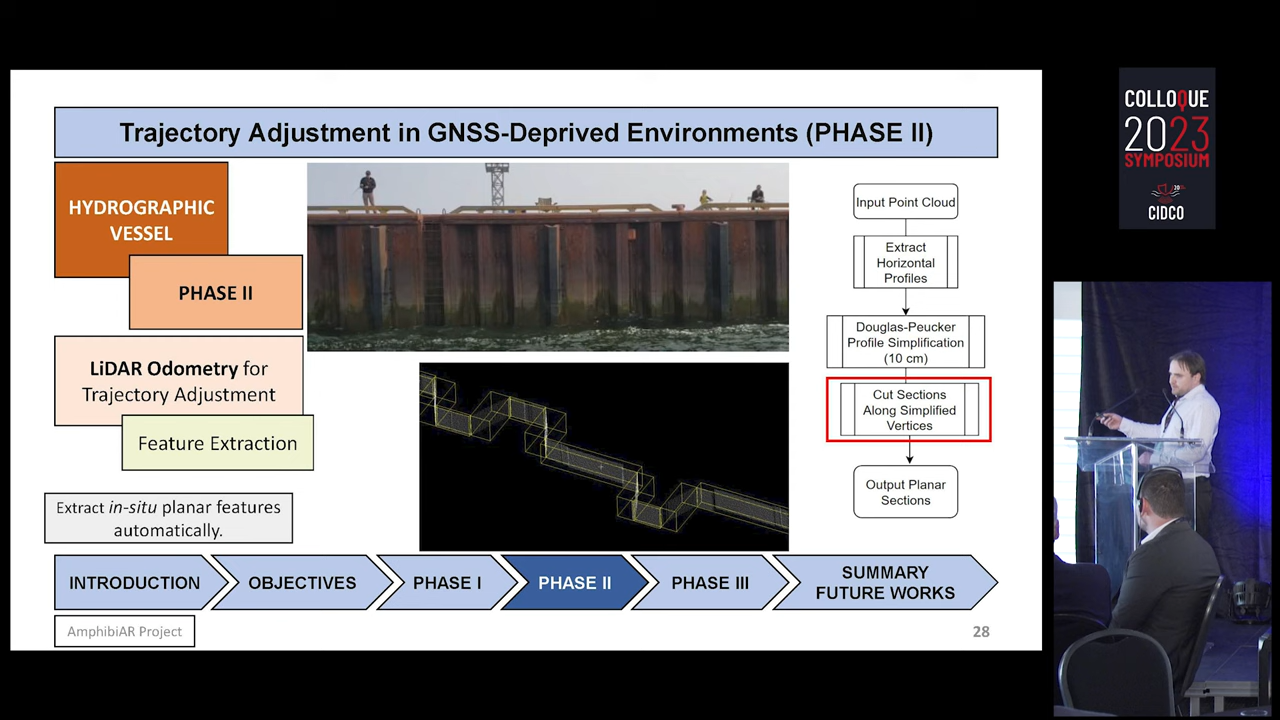 Trajectory Adjustment in GNSS-Deprived Environments (PHASE II)
HYDROGRAPHIC
VESSEL
PHASE II
LiDAR Odometry for
Trajectory Adjustment
Feature Extraction
Extract in-situ planar features
automatically.
Input Point Cloud
Extract
Horizontal
Profiles
Douglas-Peucker
Profile Simplification
(10 cm)
Cut Sections
Along Simplified
Vertices
Output Planar
Sections
INTRODUCTION
OBJECTIVES
PHASE I
PHASE II
PHASE III
SUMMARY
FUTURE WORKS
AmphibiAR Project
28
COLLOQUE
2023
SYMPOSIUM
CIDCO